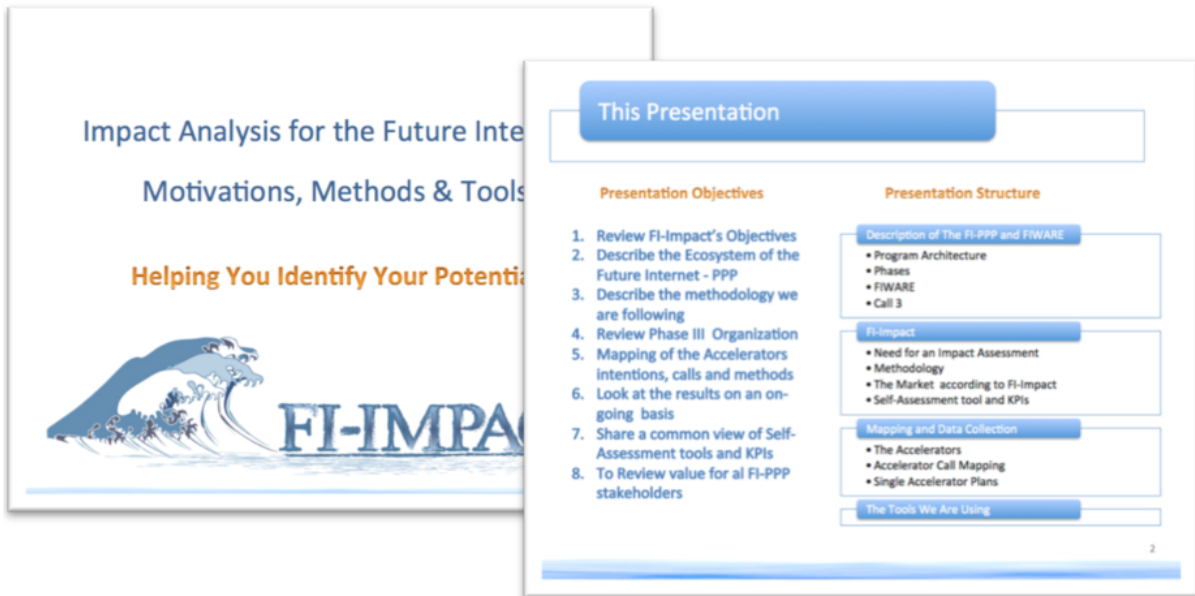 Impact Analysis for the Future Inte
Motivations, Methods & Tools
Helping You Identify Your Potentia
FI-IMPAC
This Presentation
Presentation Objectives
1. Review FI-Impact's Objectives
2. Describe the Ecosystem of the
Future Internet - PPP
3. Describe the methodology we
are following
4. Review Phase III Organization
5. Mapping of the Accelerators
intentions, calls and methods
6. Look at the results on an on-
going basis
7. Share a common view of Self-
Assessment tools and KPIs
8. To Review value for al FI-PPP
stakeholders
Presentation Structure
Description of The FI-PPP and FIWARE
• Program Architecture
• Phases
• FIWARE
• Call 3
FI-Impact
• Need for an Impact Assessment
• Methodology
• The Market according to FI-Impact
• Self-Assessment tool and KPIs
Mapping and Data Collection
• The Accelerators
• Accelerator Call Mapping
• Single Accelerator Plans
The Tools We Are Using
2